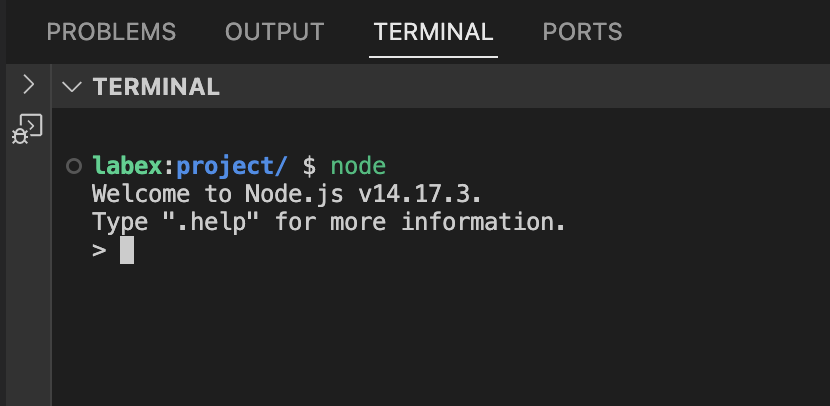 PROBLEMS OUTPUT TERMINAL PORTS
TERMINAL
labex:project/ $ node
Welcome to Node.js v14.17.3.
Type ".help" for more information.
>